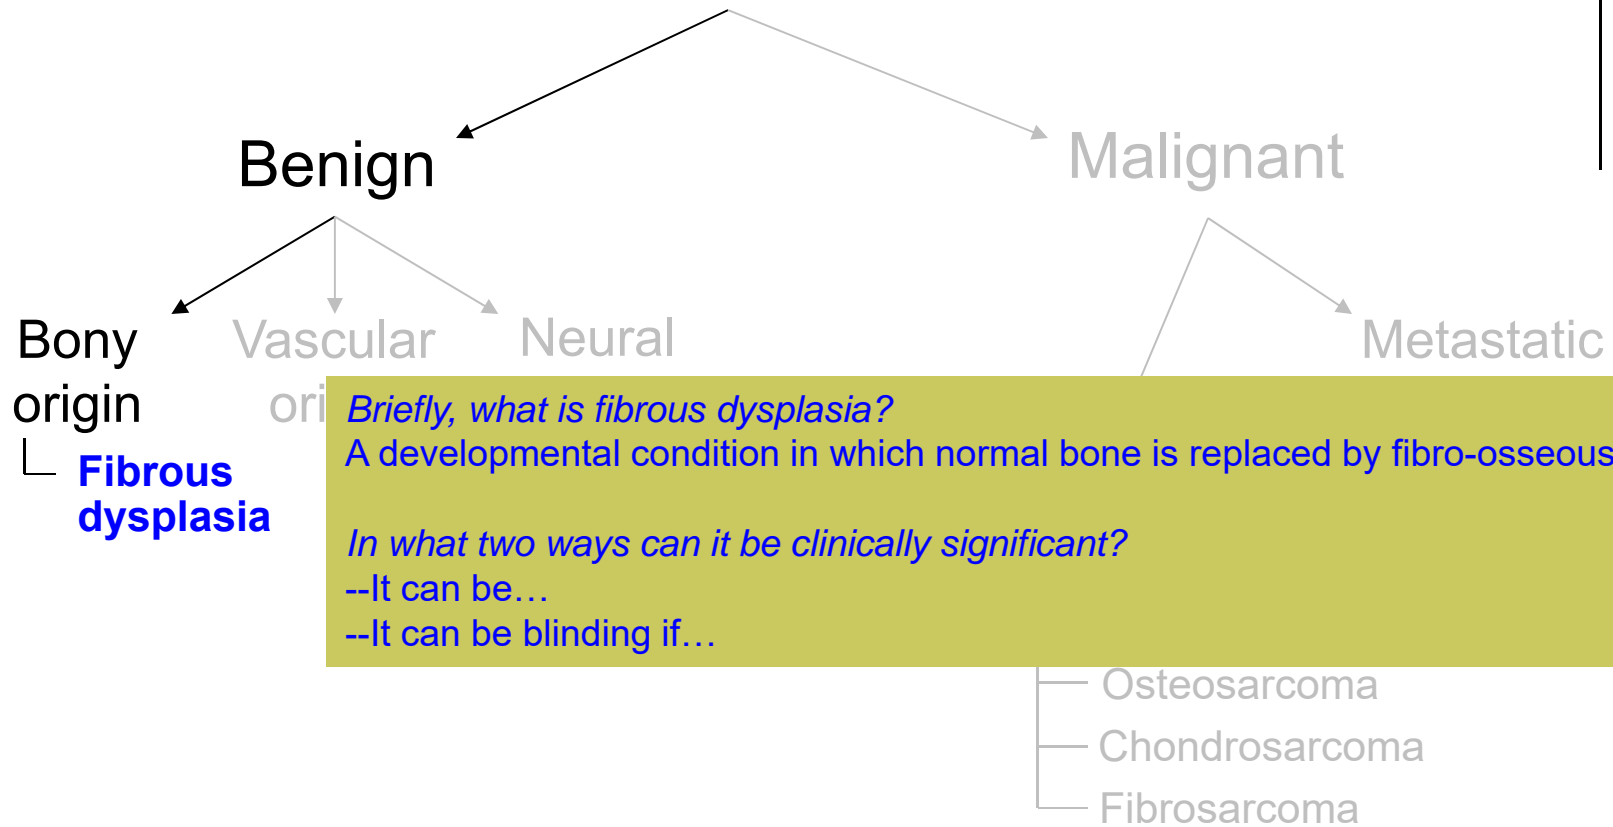 Benign
Malignant
Bony
origin
Vascular
ori
Neural
Metastatic
Fibrous
dysplasia
Briefly, what is fibrous dysplasia?
A developmental condition in which normal bone is replaced by fibro-osseous
In what two ways can it be clinically significant?
--It can be…
--It can be blinding if…
Osteosarcoma
Chondrosarcoma
Fibrosarcoma